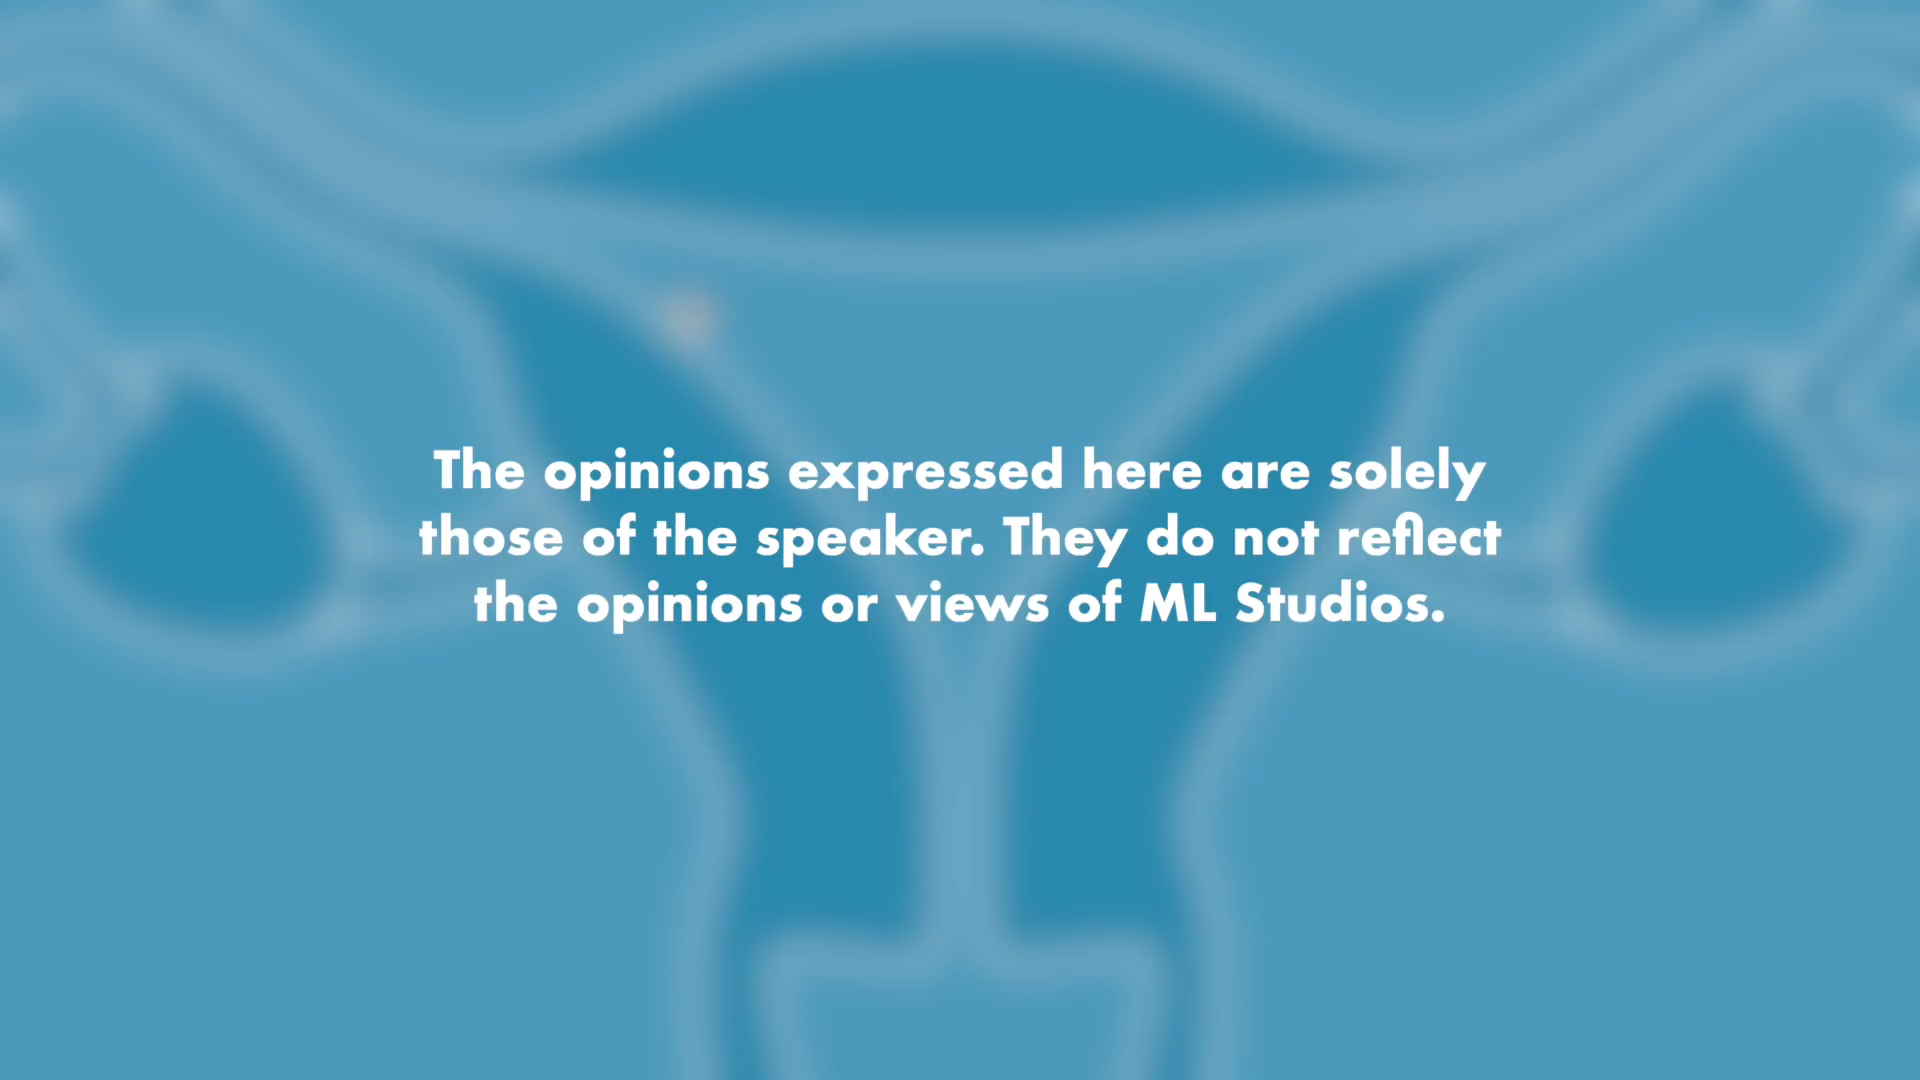 The opinions expressed here are solely
those of the speaker. They do not reflect
the opinions or views of ML Studios.